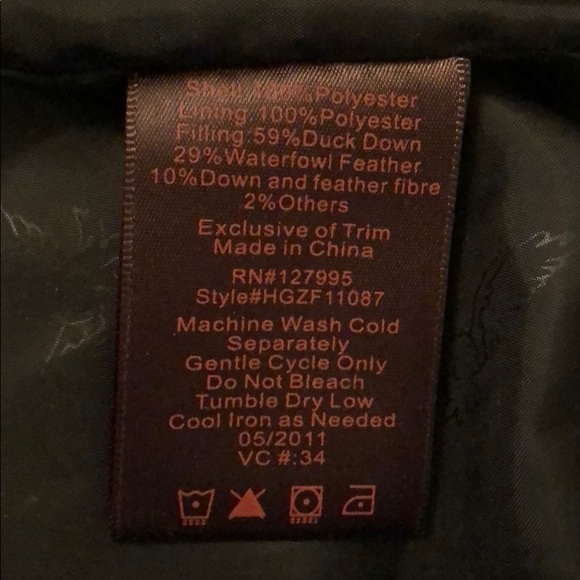 Shell 100%Polyester
Lining 100%Polyester
Filling 59%Duck Down
29%Waterfowl Feather
10%Down and feather fibre
2%Others
Exclusive of Trim
Made in China
RN#127995
Style#HGZF11087
Machine Wash Cold
Separately
Gentle Cycle Only
Do Not Bleach
Tumble Dry Low
Cool Iron as Needed
05/2011
VC #:34